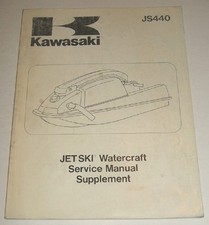 JS440
Kawasaki
JET SKI Watercraft
Service Manual
Supplement